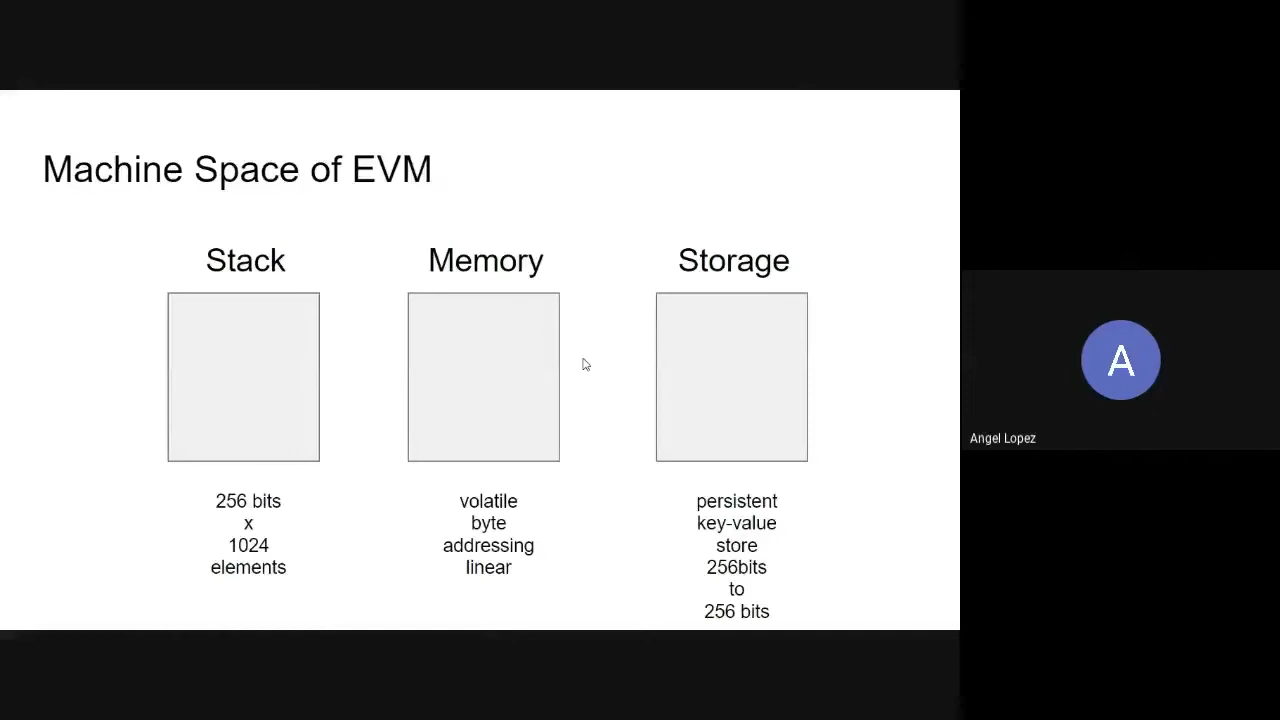 Machine Space of EVM
Stack
Memory
Storage
256 bits
x
1024
elements
volatile
byte
addressing
linear
persistent
key-value
store
256bits
to
256 bits
A
Angel Lopez